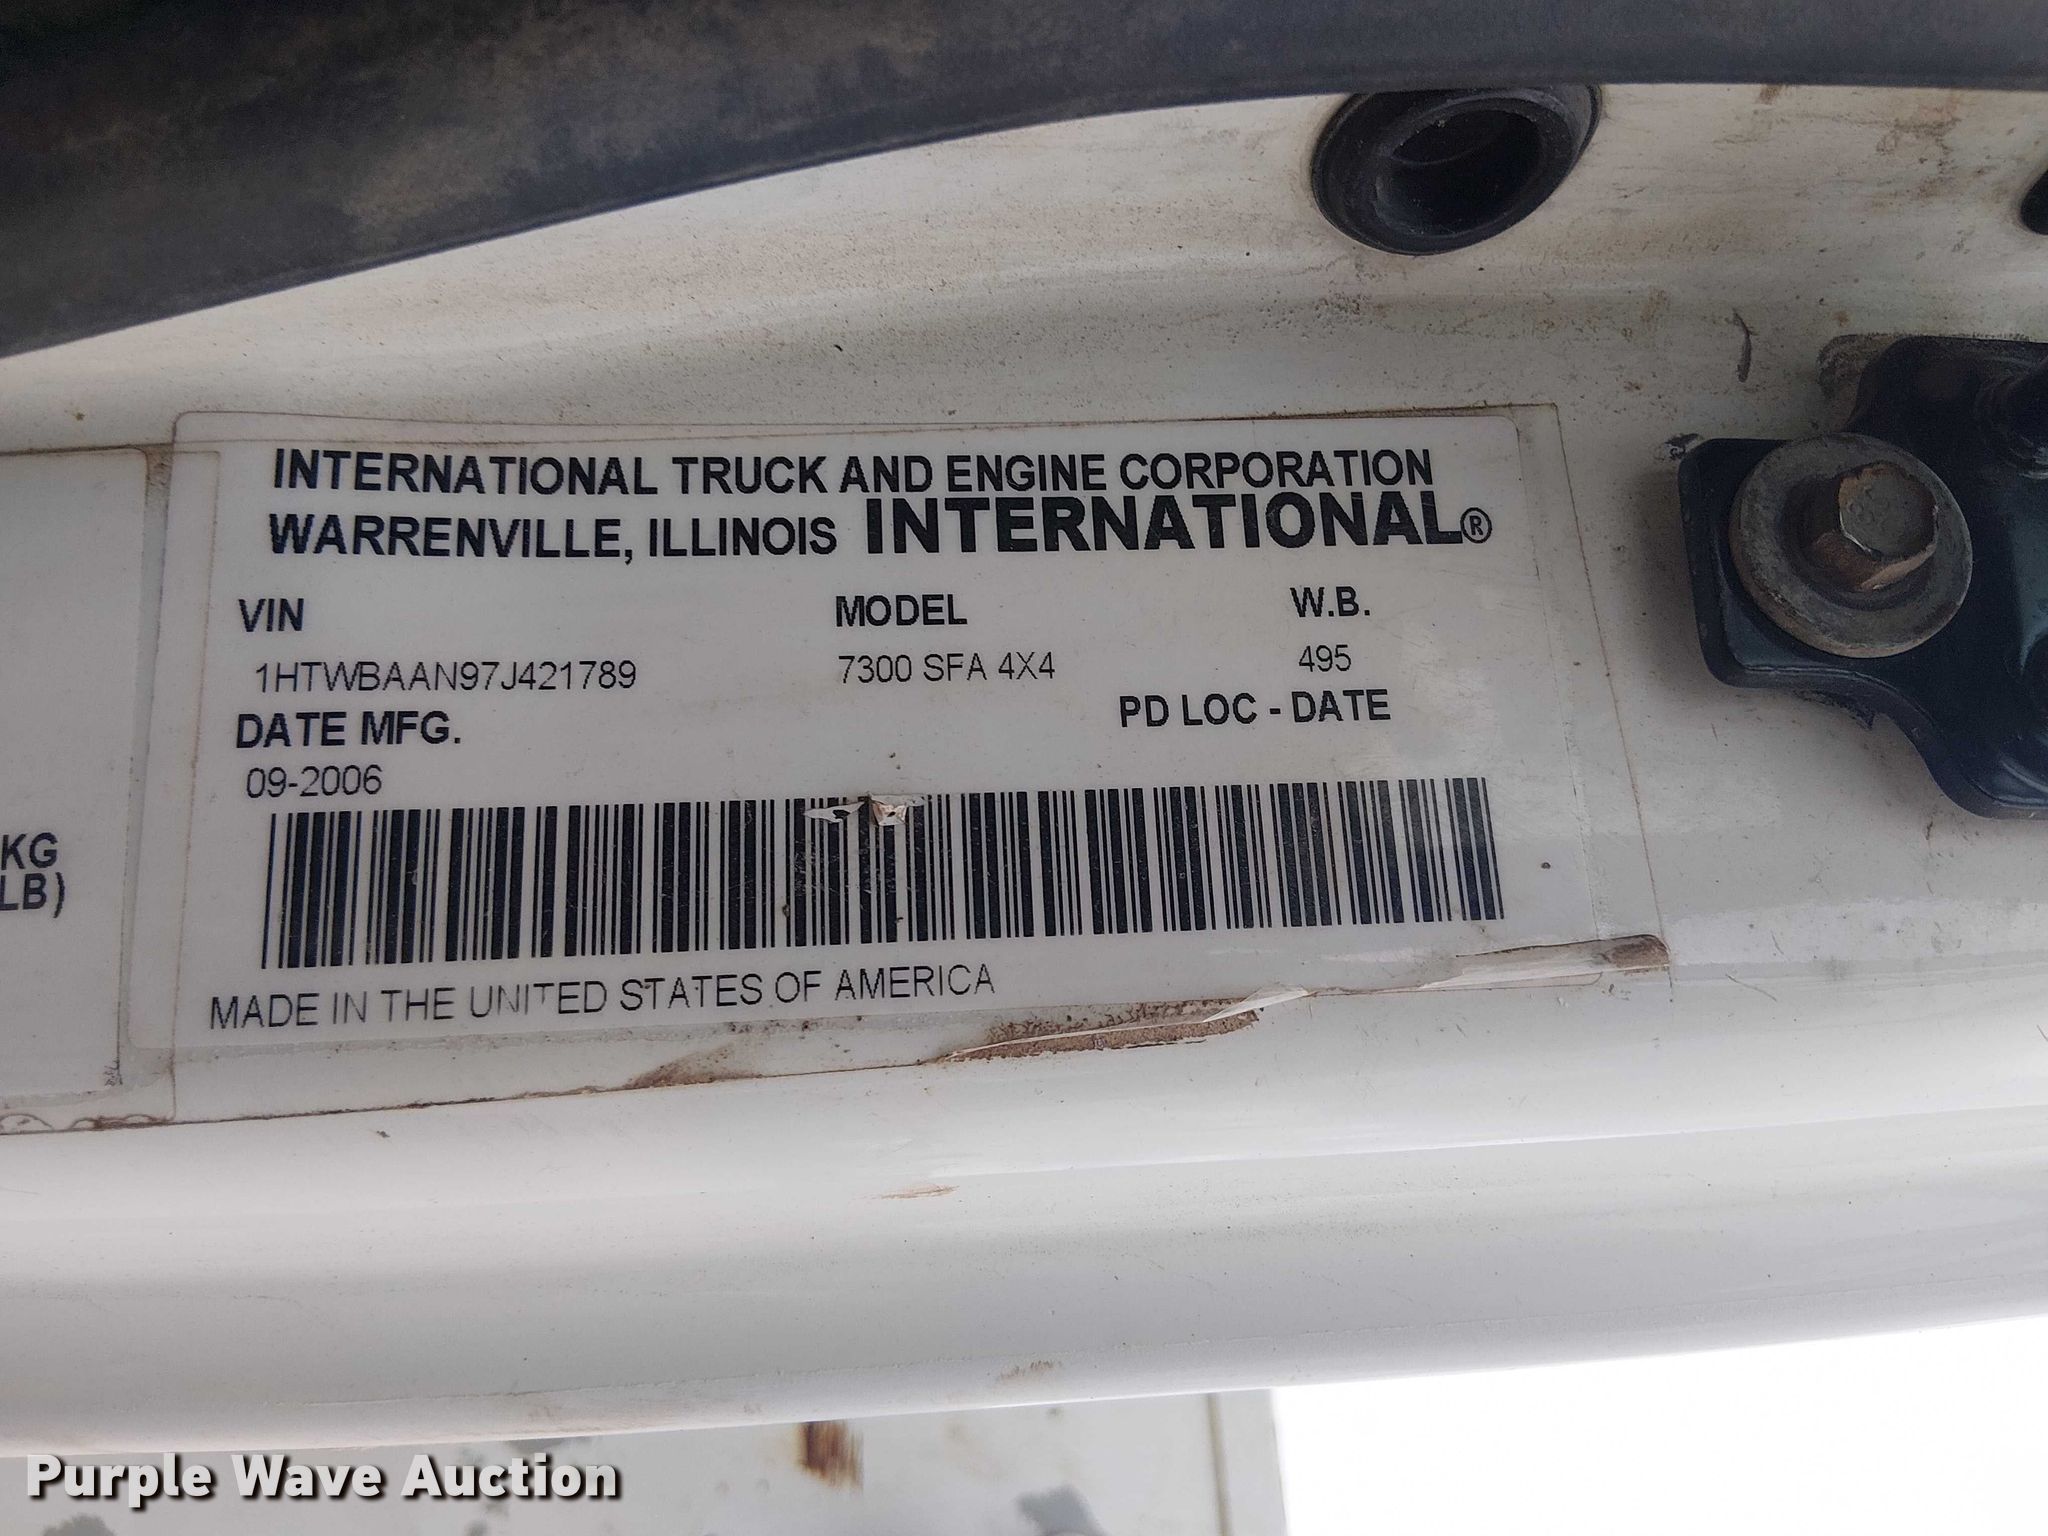 INTERNATIONAL TRUCK AND ENGINE CORPORATION
WARRENVILLE, ILLINOIS INTERNATIONAL®
VIN MODEL W.B.
1HTWBAAN97J421789 7300 SFA 4X4 495
DATE MFG. PD LOC - DATE
09-2006
KG
LB)
MADE IN THE UNITED STATES OF AMERICA
Purple Wave Auction